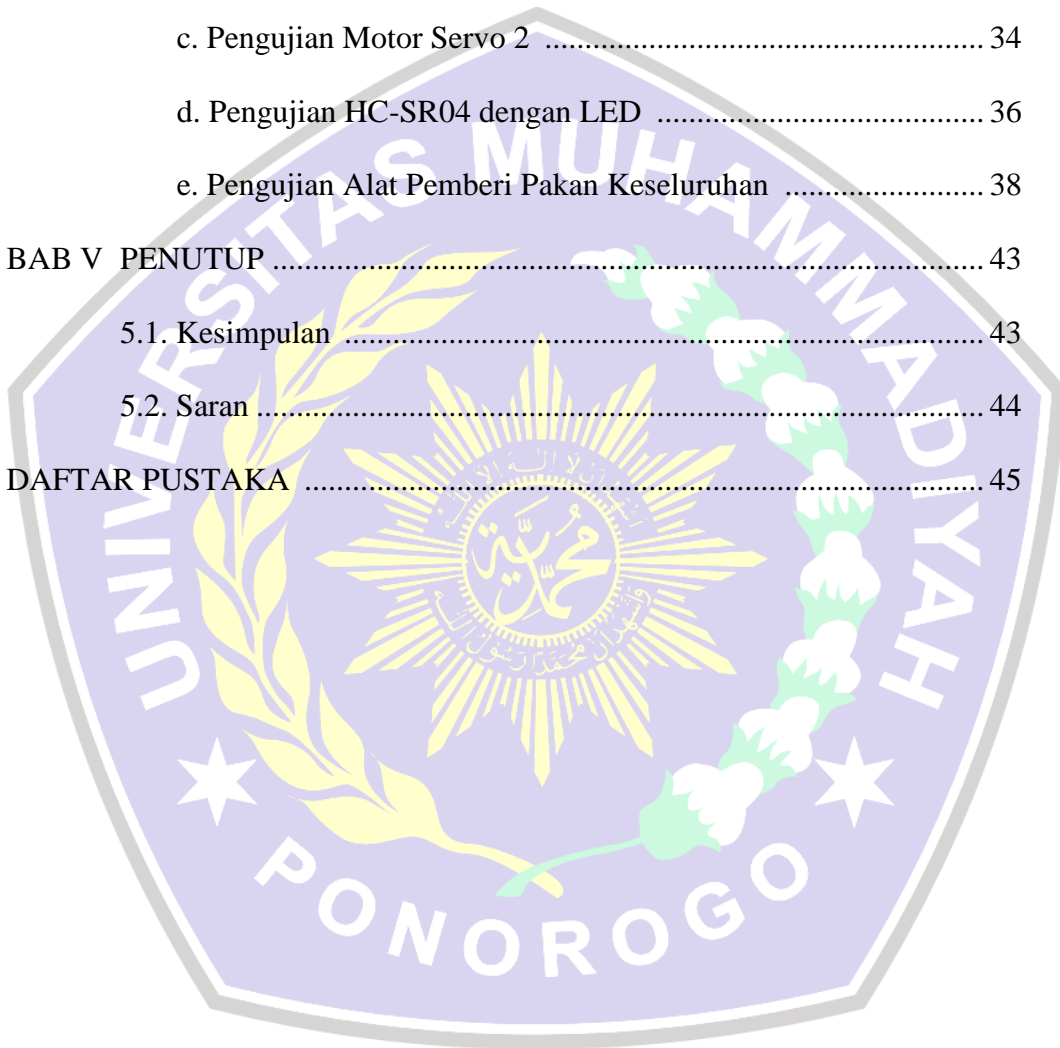 c. Pengujian Motor Servo 2 ........................................................ 34
d. Pengujian HC-SR04 dengan LED .......................................... 36
e. Pengujian Alat Pemberi Pakan Keseluruhan ......................... 38
BAB V PENUTUP ........................................................................................... 43
5.1. Kesimpulan .................................................................................. 43
5.2. Saran ............................................................................................. 44
DAFTAR PUSTAKA ....................................................................................... 45
UNIVERSITAS MUHAMMADIYAH
PONOROGO
محمدية